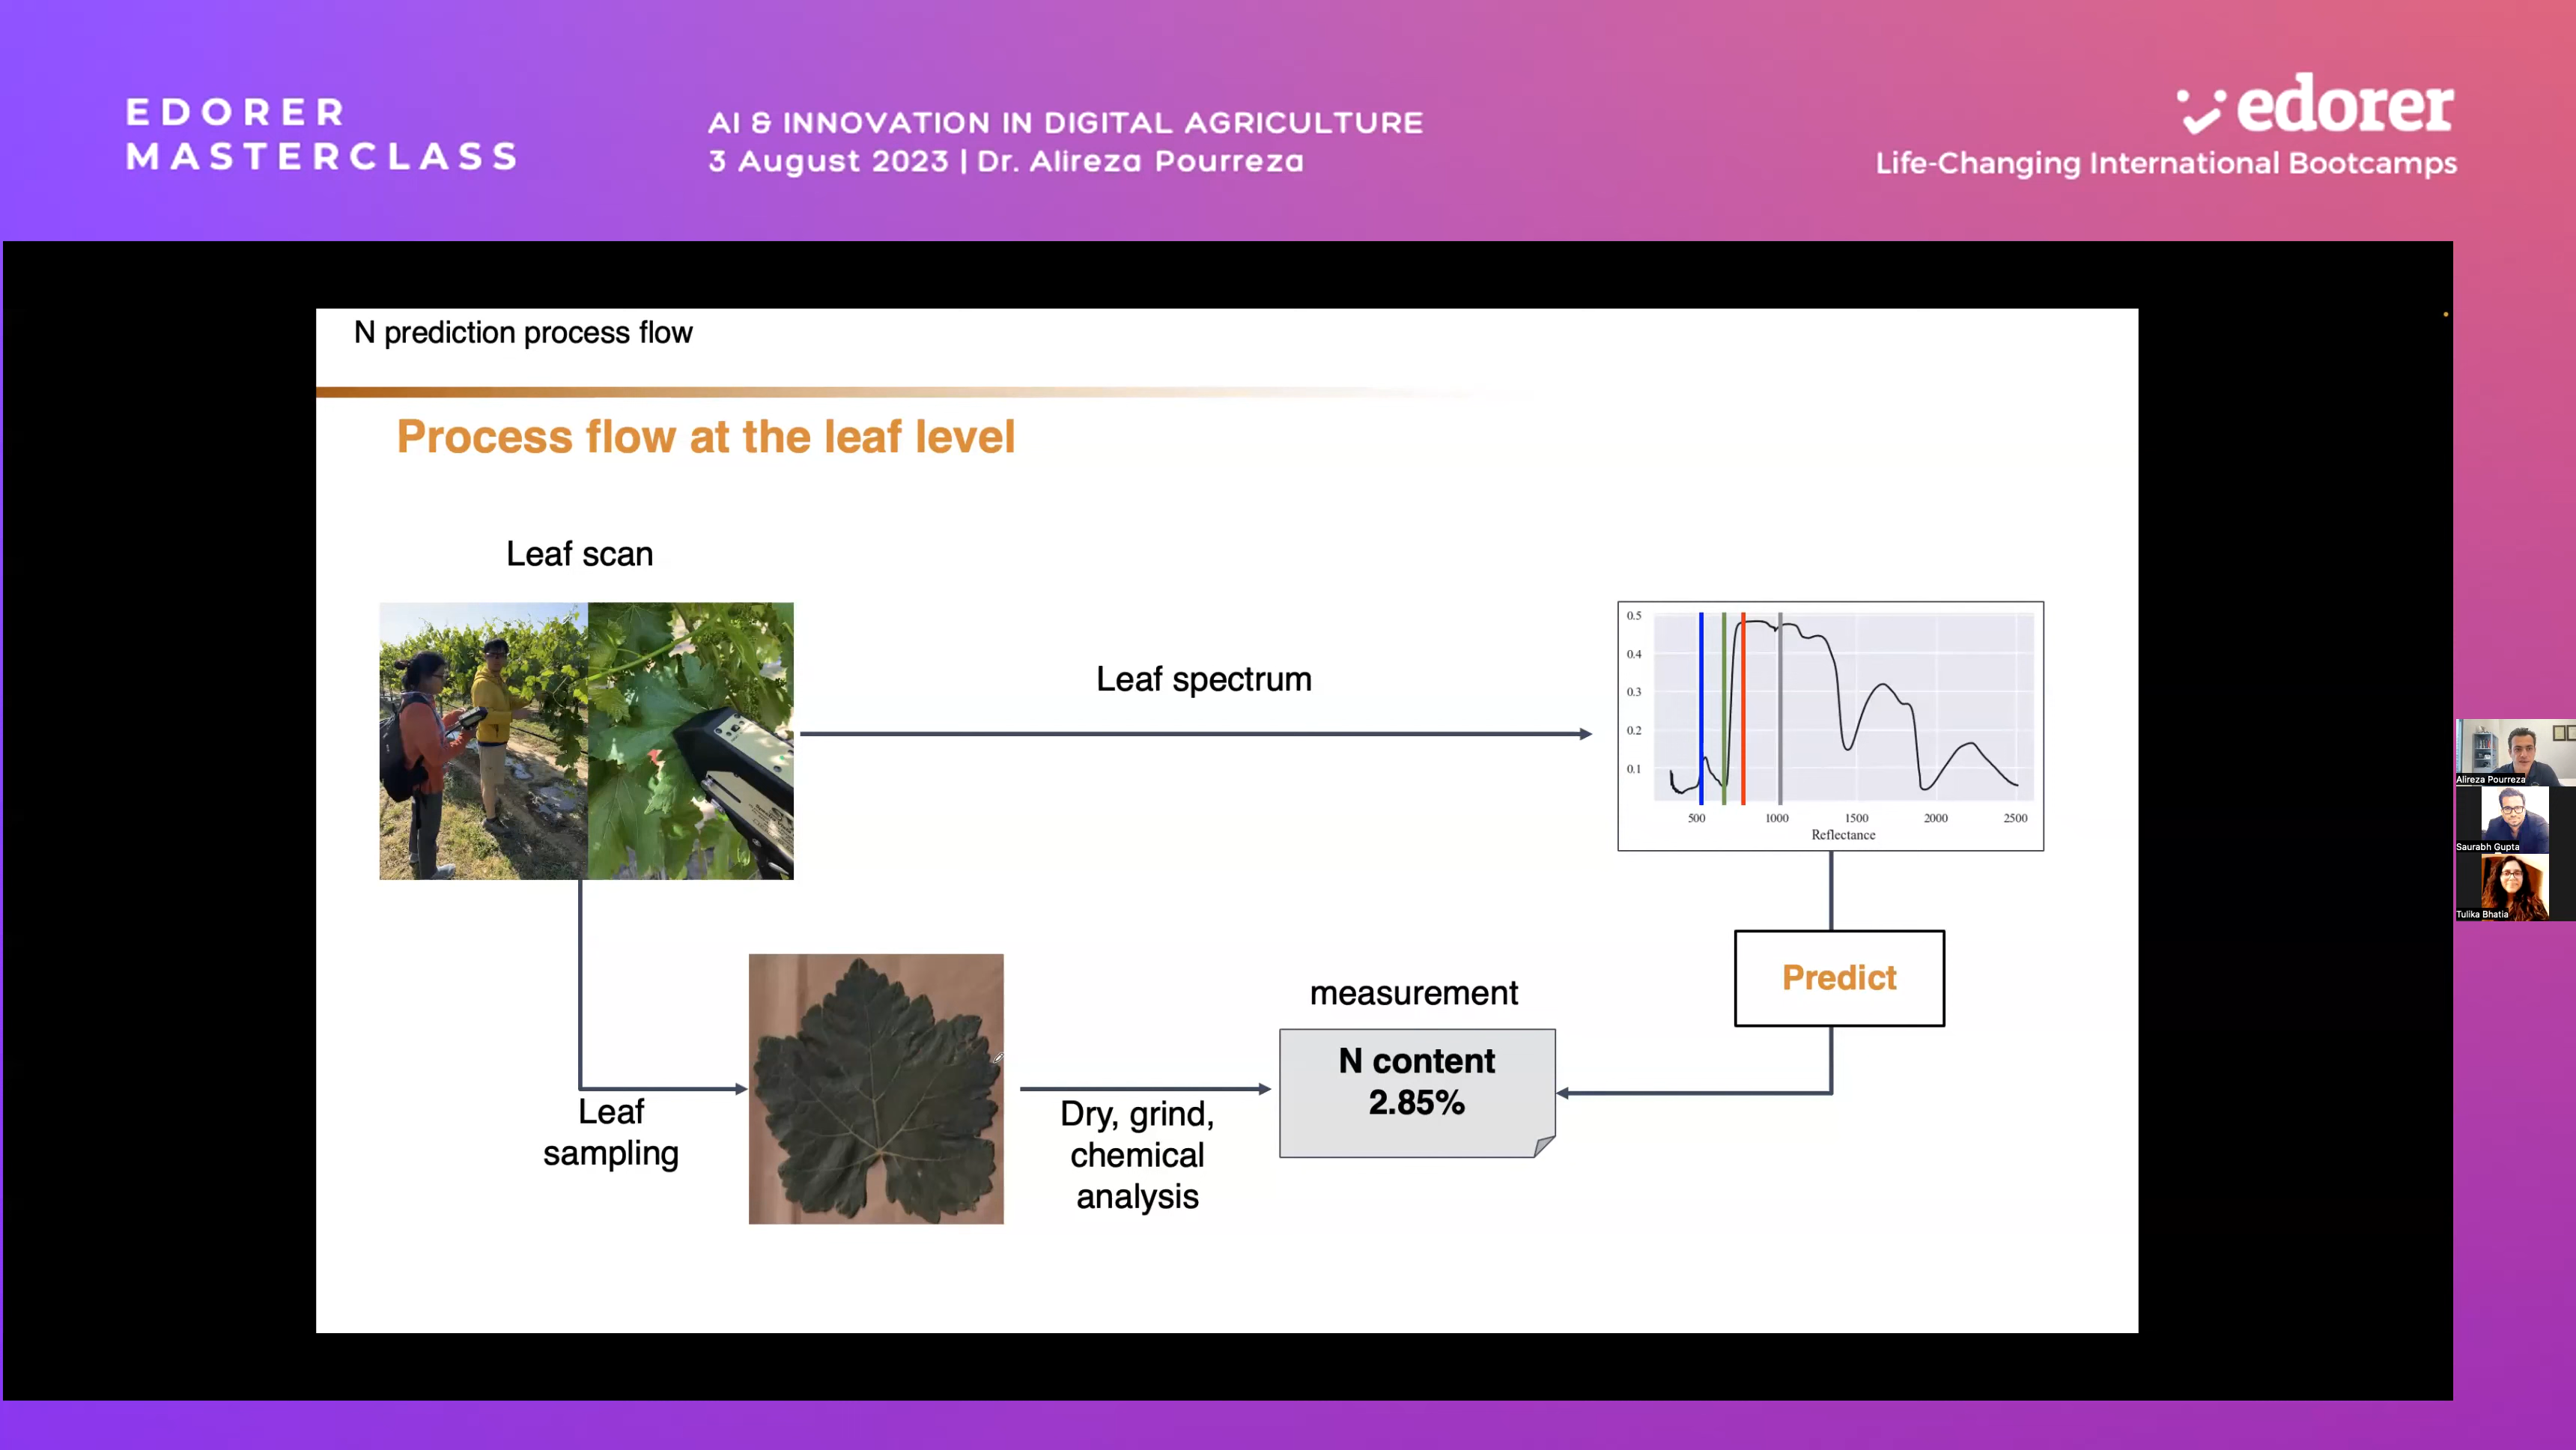 EDORER
MASTERCLASS
AI & INNOVATION IN DIGITAL AGRICULTURE
3 August 2023 | Dr. Alireza Pourreza
edorer
Life-Changing International Bootcamps
N prediction process flow
Process flow at the leaf level
Leaf scan
Leaf spectrum
0.5
0.4
0.3
0.2
0.1
500 1000 1500 2000 2500
Reflectance
Predict
measurement
N content
2.85%
Leaf
sampling
Dry, grind,
chemical
analysis
Alireza Pourreza
Saurabh Gupta
Tulika Bhatia